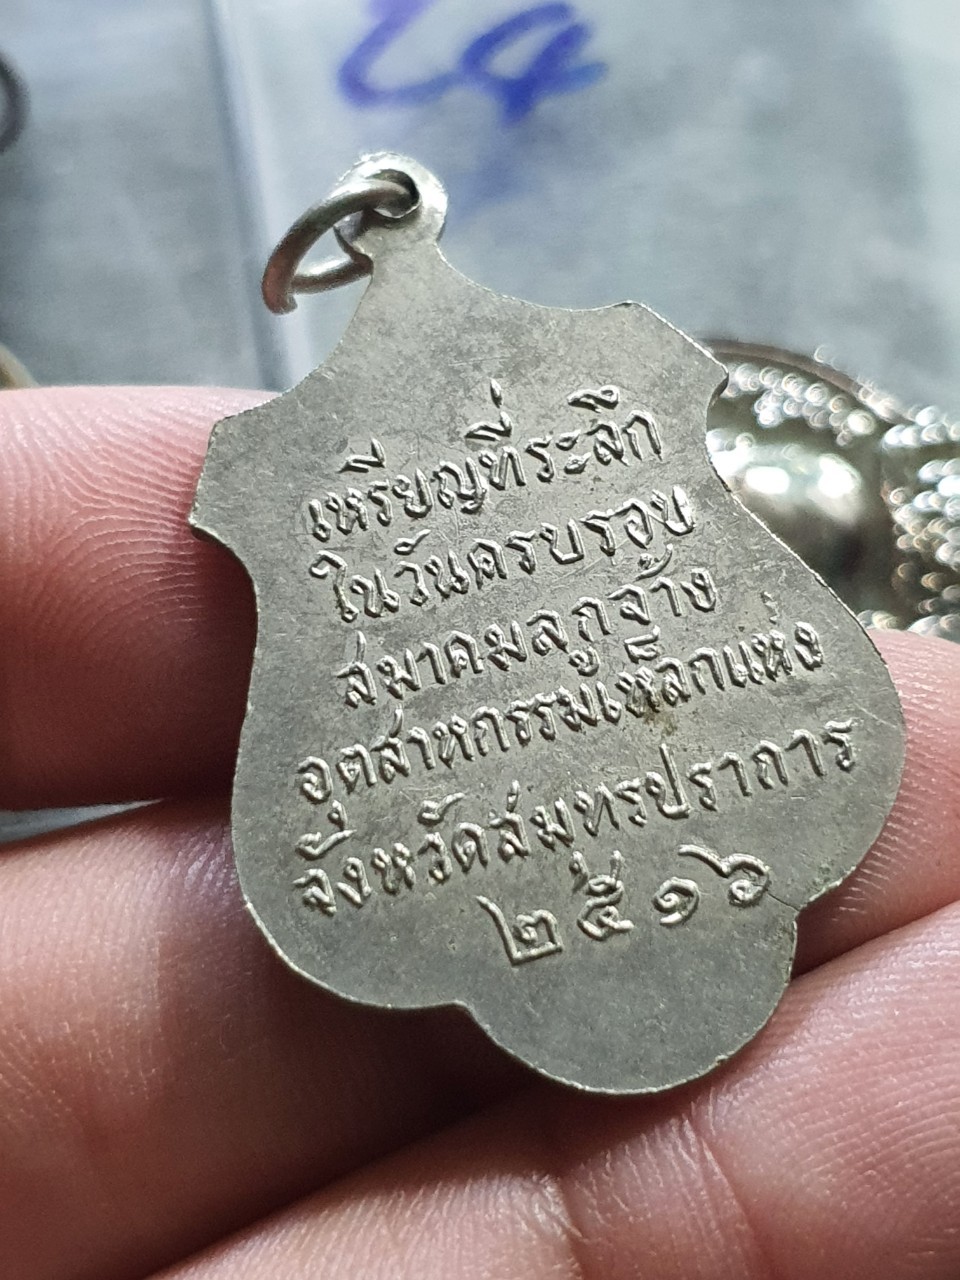 เหรียญที่ระลึก
ในวันครบรอบ
สมาคมลูกจ้าง
อุตสาหกรรมเหล็กแห่ง
จังหวัดสมุทรปราการ
๒๕๑๖